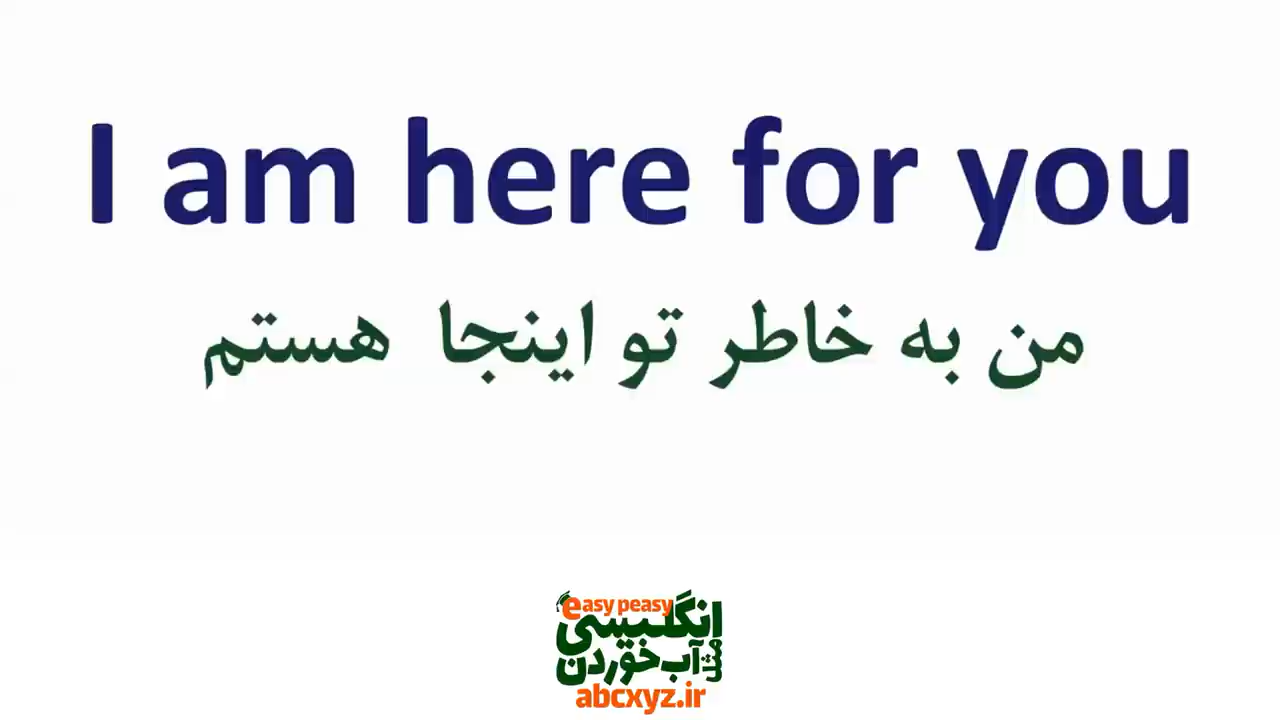 I am here for you
من به خاطر تو اینجا هستم
easy peasy
انگلیسی
مثل آب خوردن
abcxyz.ir